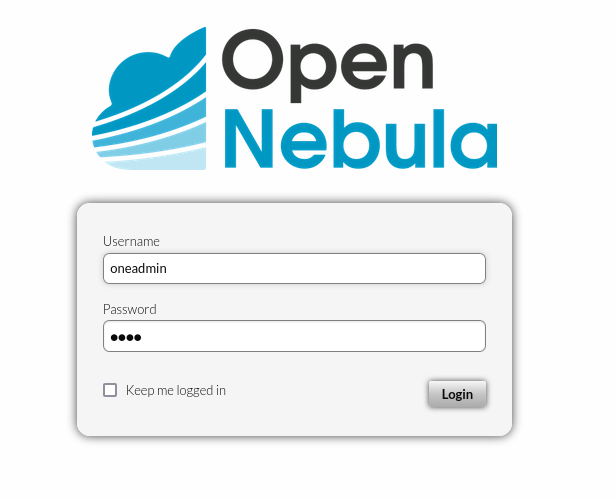 Open
Nebula
Username
oneadmin
Password
••••
Keep me logged in
Login